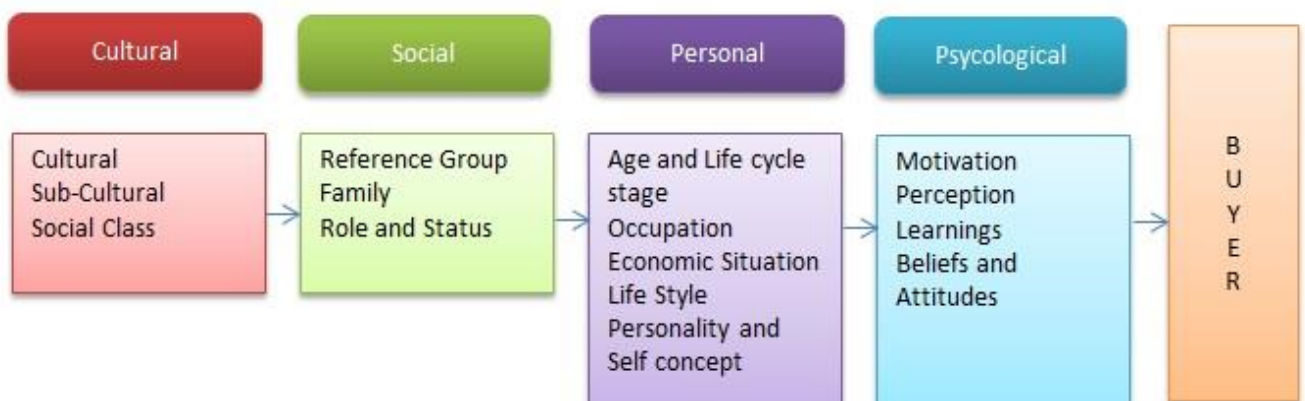 Cultural
Social
Personal
Psycological
Cultural
Sub-Cultural
Social Class
Reference Group
Family
Role and Status
Age and Life cycle
stage
Occupation
Economic Situation
Life Style
Personality and
Self concept
Motivation
Perception
Learnings
Beliefs and
Attitudes
B
U
Y
E
R